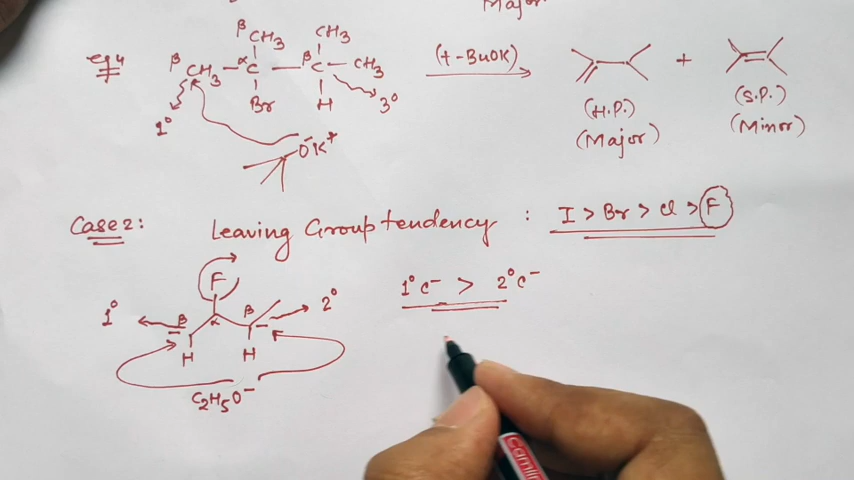 Major
eg 4
β CH3 CH3
β CH3 - α C - β C - CH3 (t-BuOK) +
Br H 3° (H.P.) (S.P.)
1° (Major) (Minor)
O⁻K⁺
Case 2: Leaving Group tendency : I > Br > Cl > F
F 1° c⁻ > 2° c⁻
1° β α β 2°
H H
C2H5O⁻
camlin